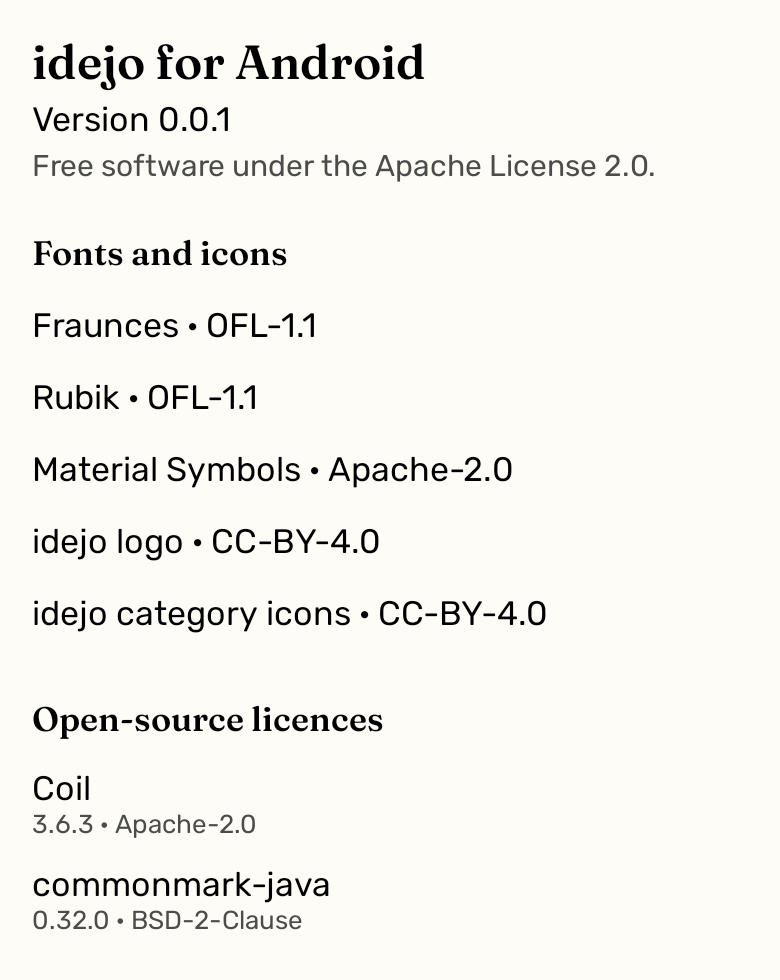 idejo for Android
Version 0.0.1
Free software under the Apache License 2.0.
Fonts and icons
Fraunces • OFL-1.1
Rubik • OFL-1.1
Material Symbols • Apache-2.0
idejo logo • CC-BY-4.0
idejo category icons • CC-BY-4.0
Open-source licences
Coil
3.6.3 • Apache-2.0
commonmark-java
0.32.0 • BSD-2-Clause